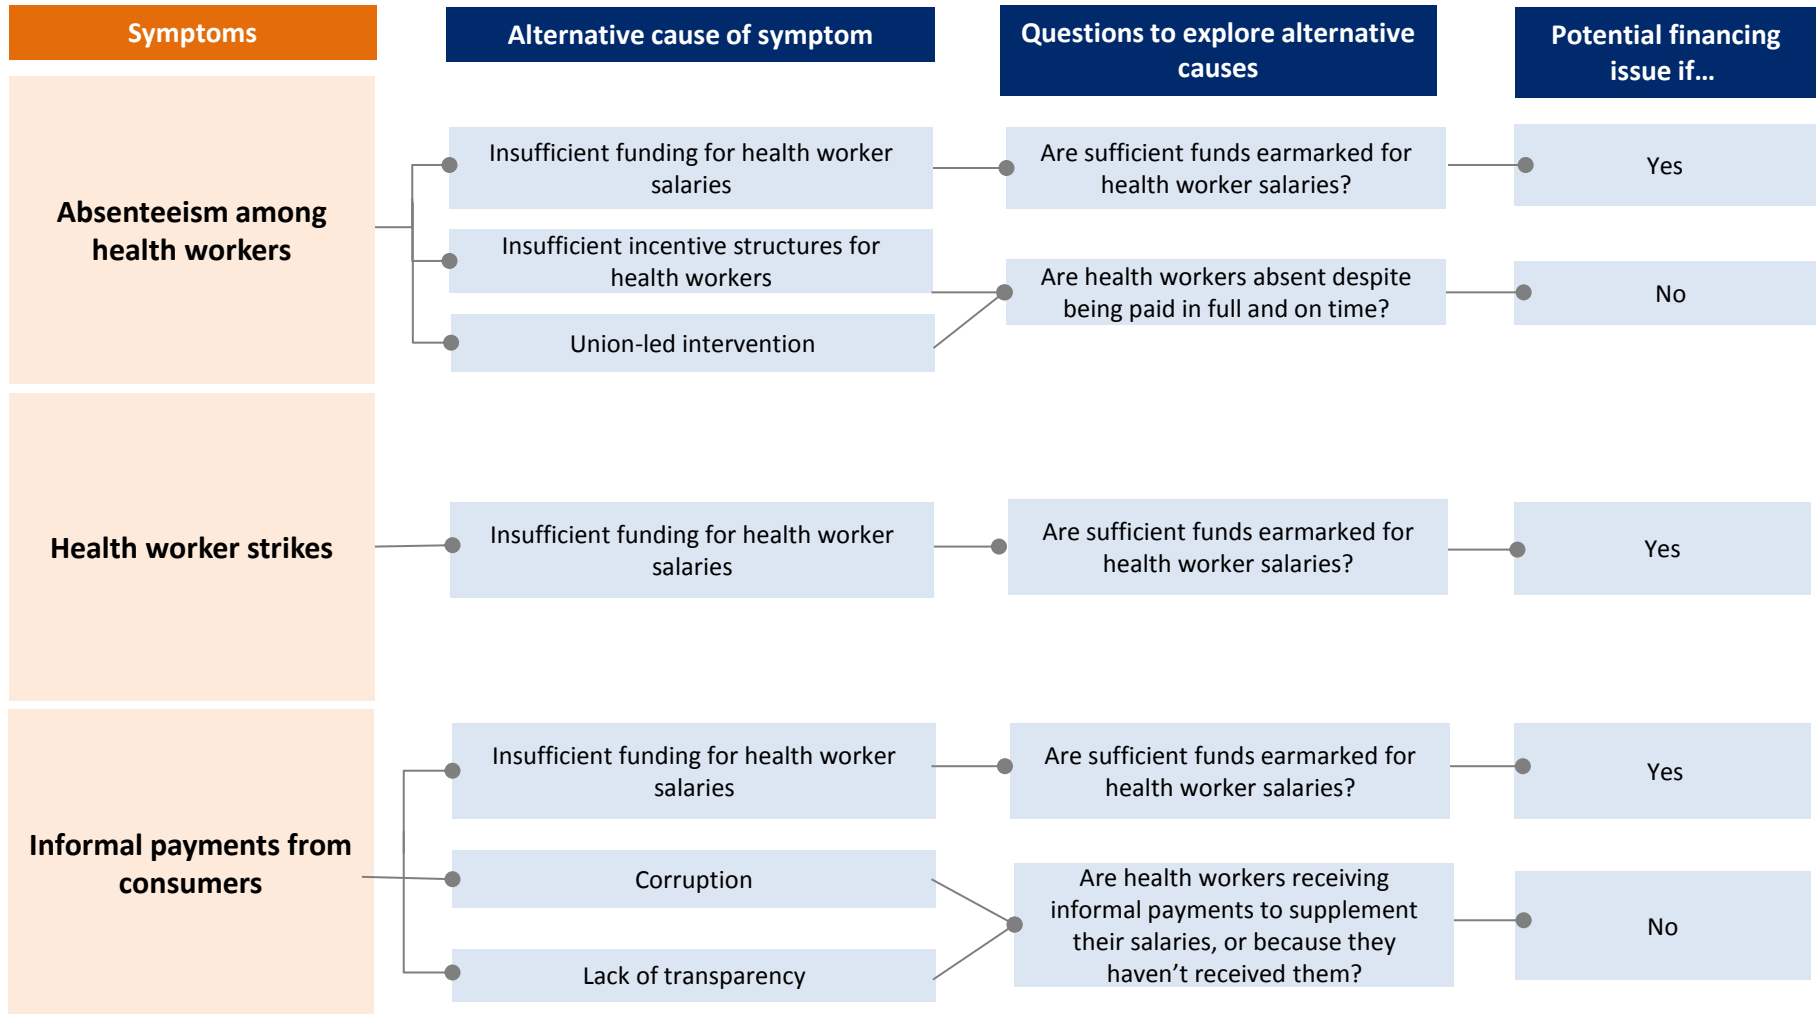 Symptoms
Alternative cause of symptom
Questions to explore alternative
causes
Potential financing
issue if…
Absenteeism among
health workers
Insufficient funding for health worker
salaries
Are sufficient funds earmarked for
health worker salaries?
Yes
Insufficient incentive structures for
health workers
Union-led intervention
Are health workers absent despite
being paid in full and on time?
No
Health worker strikes
Insufficient funding for health worker
salaries
Are sufficient funds earmarked for
health worker salaries?
Yes
Informal payments from
consumers
Insufficient funding for health worker
salaries
Are sufficient funds earmarked for
health worker salaries?
Yes
Corruption
Lack of transparency
Are health workers receiving
informal payments to supplement
their salaries, or because they
haven’t received them?
No